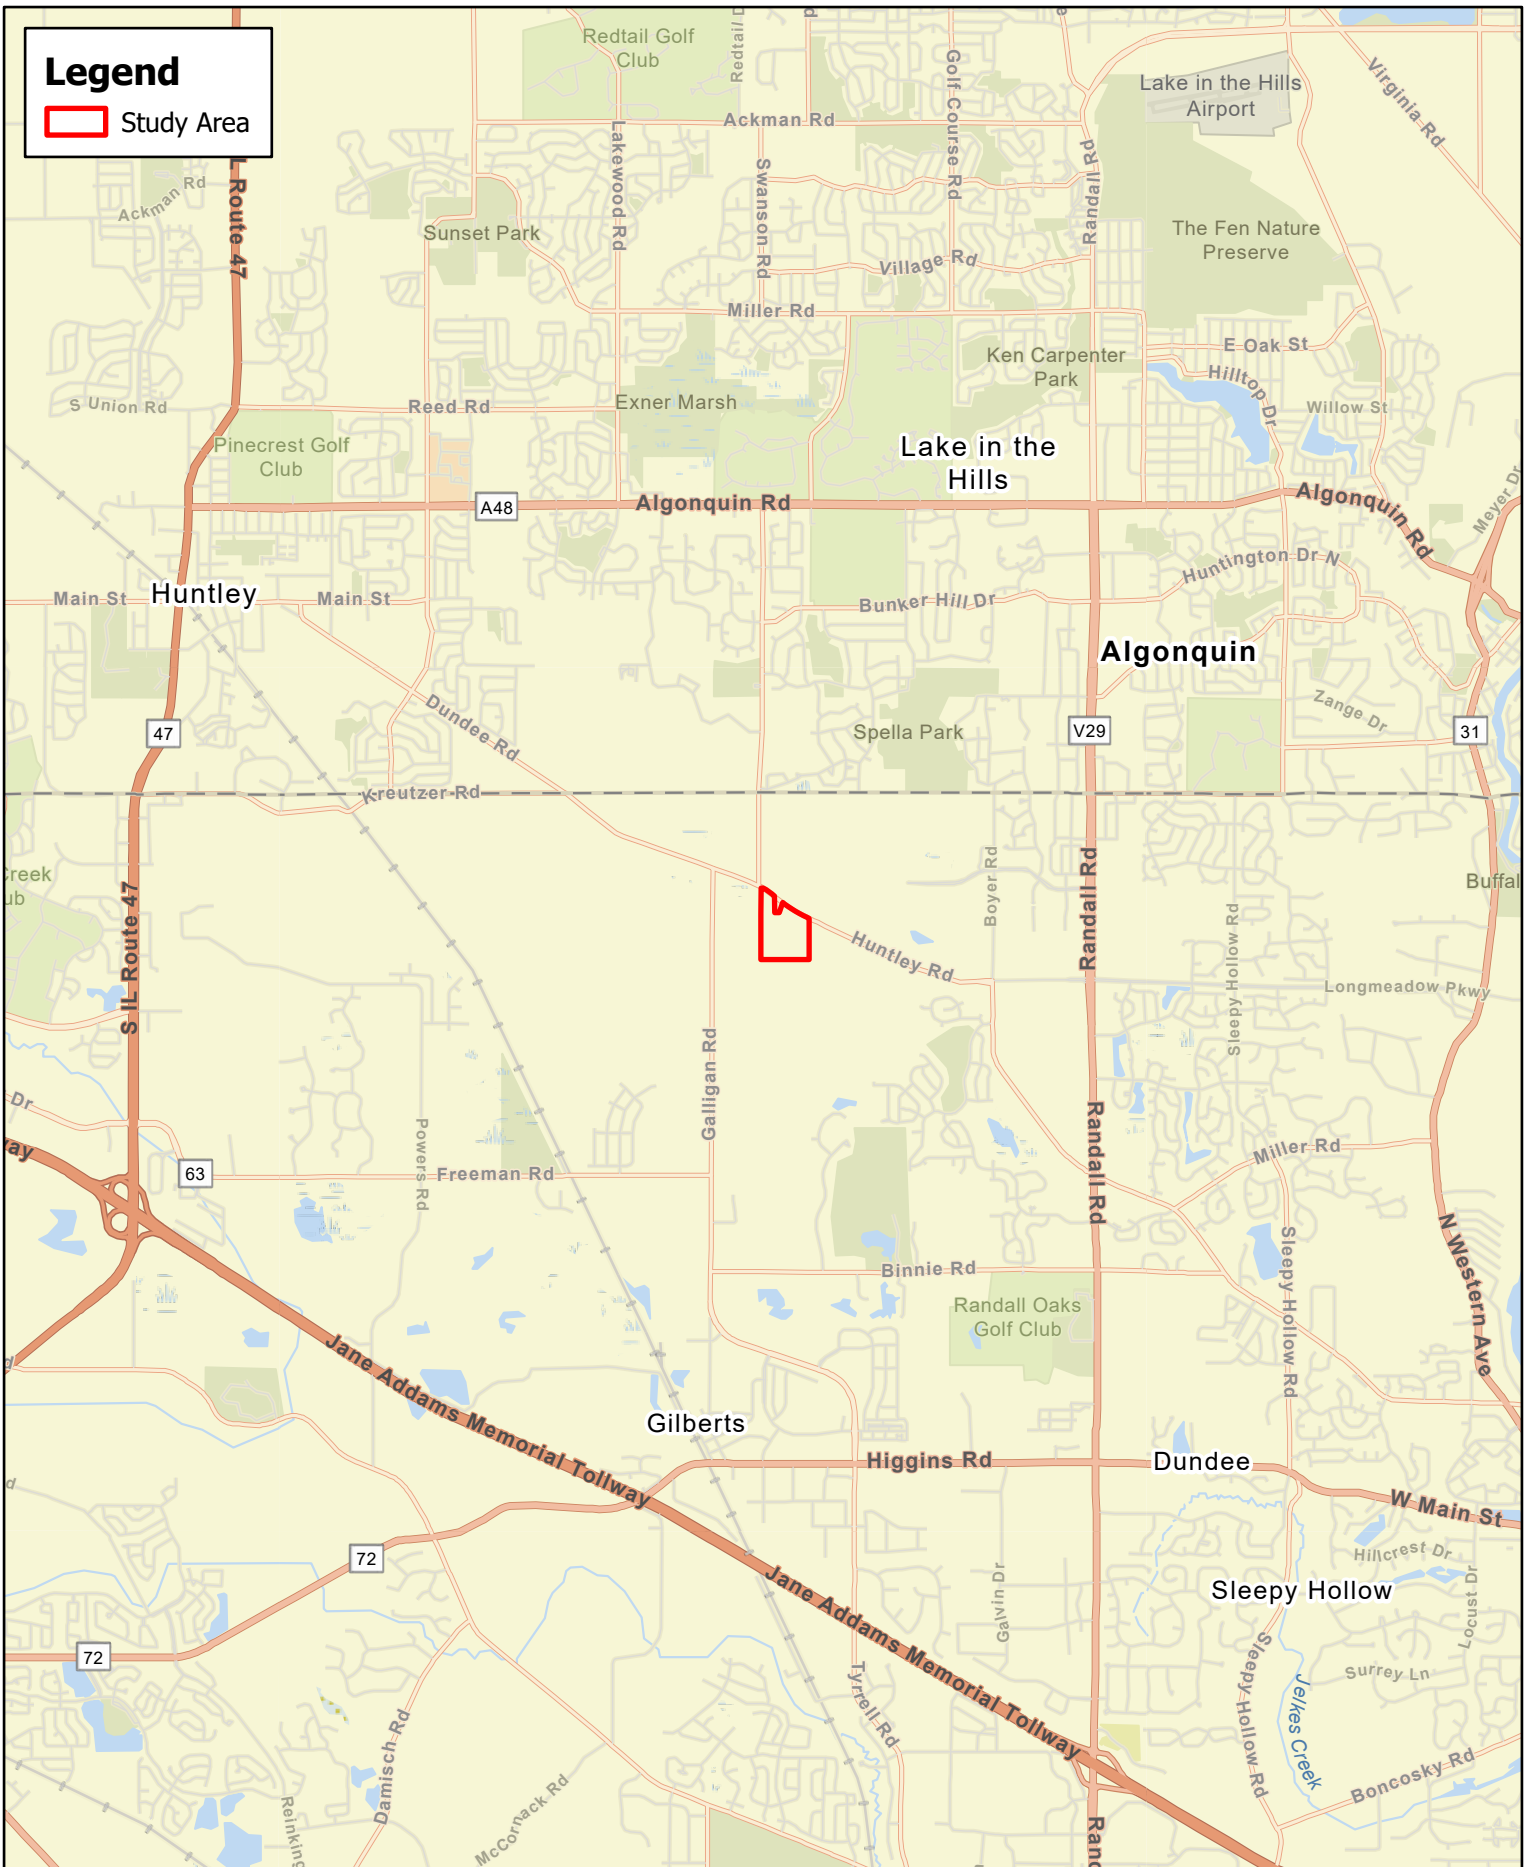 Legend
Study Area
Redtail Golf
Club
Redtail D
Lake in the Hills
Airport
Virginia Rd
Ackman Rd
Golf Course Rd
Lakewood Rd
Swanson Rd
Randall Rd
Ackman Rd
L Route 47
Sunset Park
The Fen Nature
Preserve
Village Rd
Miller Rd
E Oak St
Ken Carpenter
Park
Hilltop Dr
Willow St
S Union Rd
Reed Rd
Exner Marsh
Pinecrest Golf
Club
Lake in the
Hills
A48
Algonquin Rd
Algonquin Rd
Meyer Dr
Huntington Dr N
Main St
Huntley
Main St
Bunker Hill Dr
Algonquin
Dundee Rd
Zange Dr
47
Spella Park
V29
31
Kreutzer Rd
Creek
ub
Boyer Rd
Randall Rd
Buffal
S IL Route 47
Huntley Rd
Sleepy Hollow Rd
Longmeadow Pkwy
Galligan Rd
Dr
way
Powers Rd
Randall Rd
Miller Rd
63
Freeman Rd
Binnie Rd
Sleepy Hollow Rd
N Western Ave
Randall Oaks
Golf Club
Jane Addams Memorial Tollway
Gilberts
Higgins Rd
Dundee
W Main St
d
72
Hillcrest Dr
Jane Addams Memorial Tollway
Galvin Dr
Sleepy Hollow
Locust Dr
72
Tyrrell Rd
Sleepy Hollow Rd
Surrey Ln
Jelkes Creek
Damisch Rd
Boncosky Rd
McCornack Rd
Reinking
Rand